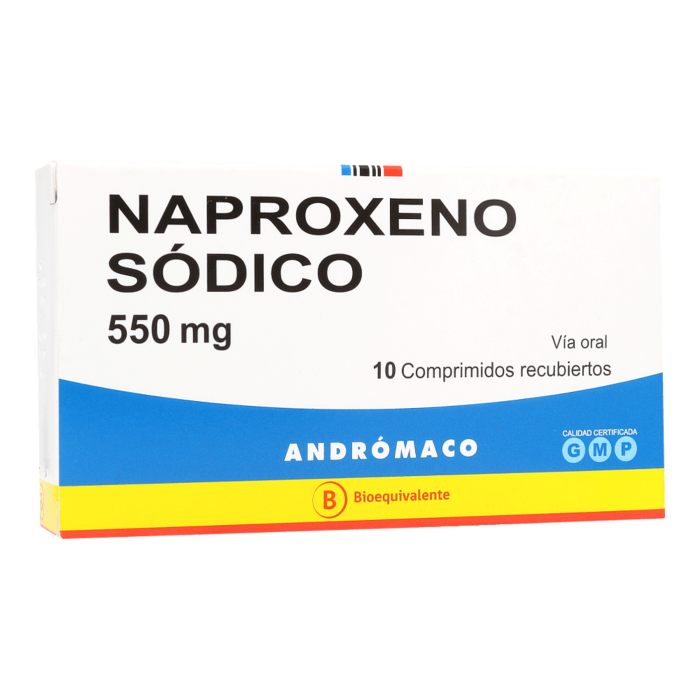 NAPROXENO
SÓDICO
550 mg
Vía oral
10 Comprimidos recubiertos
ANDRÓMACO
CALIDAD CERTIFICADA
GMP
B Bioequivalente